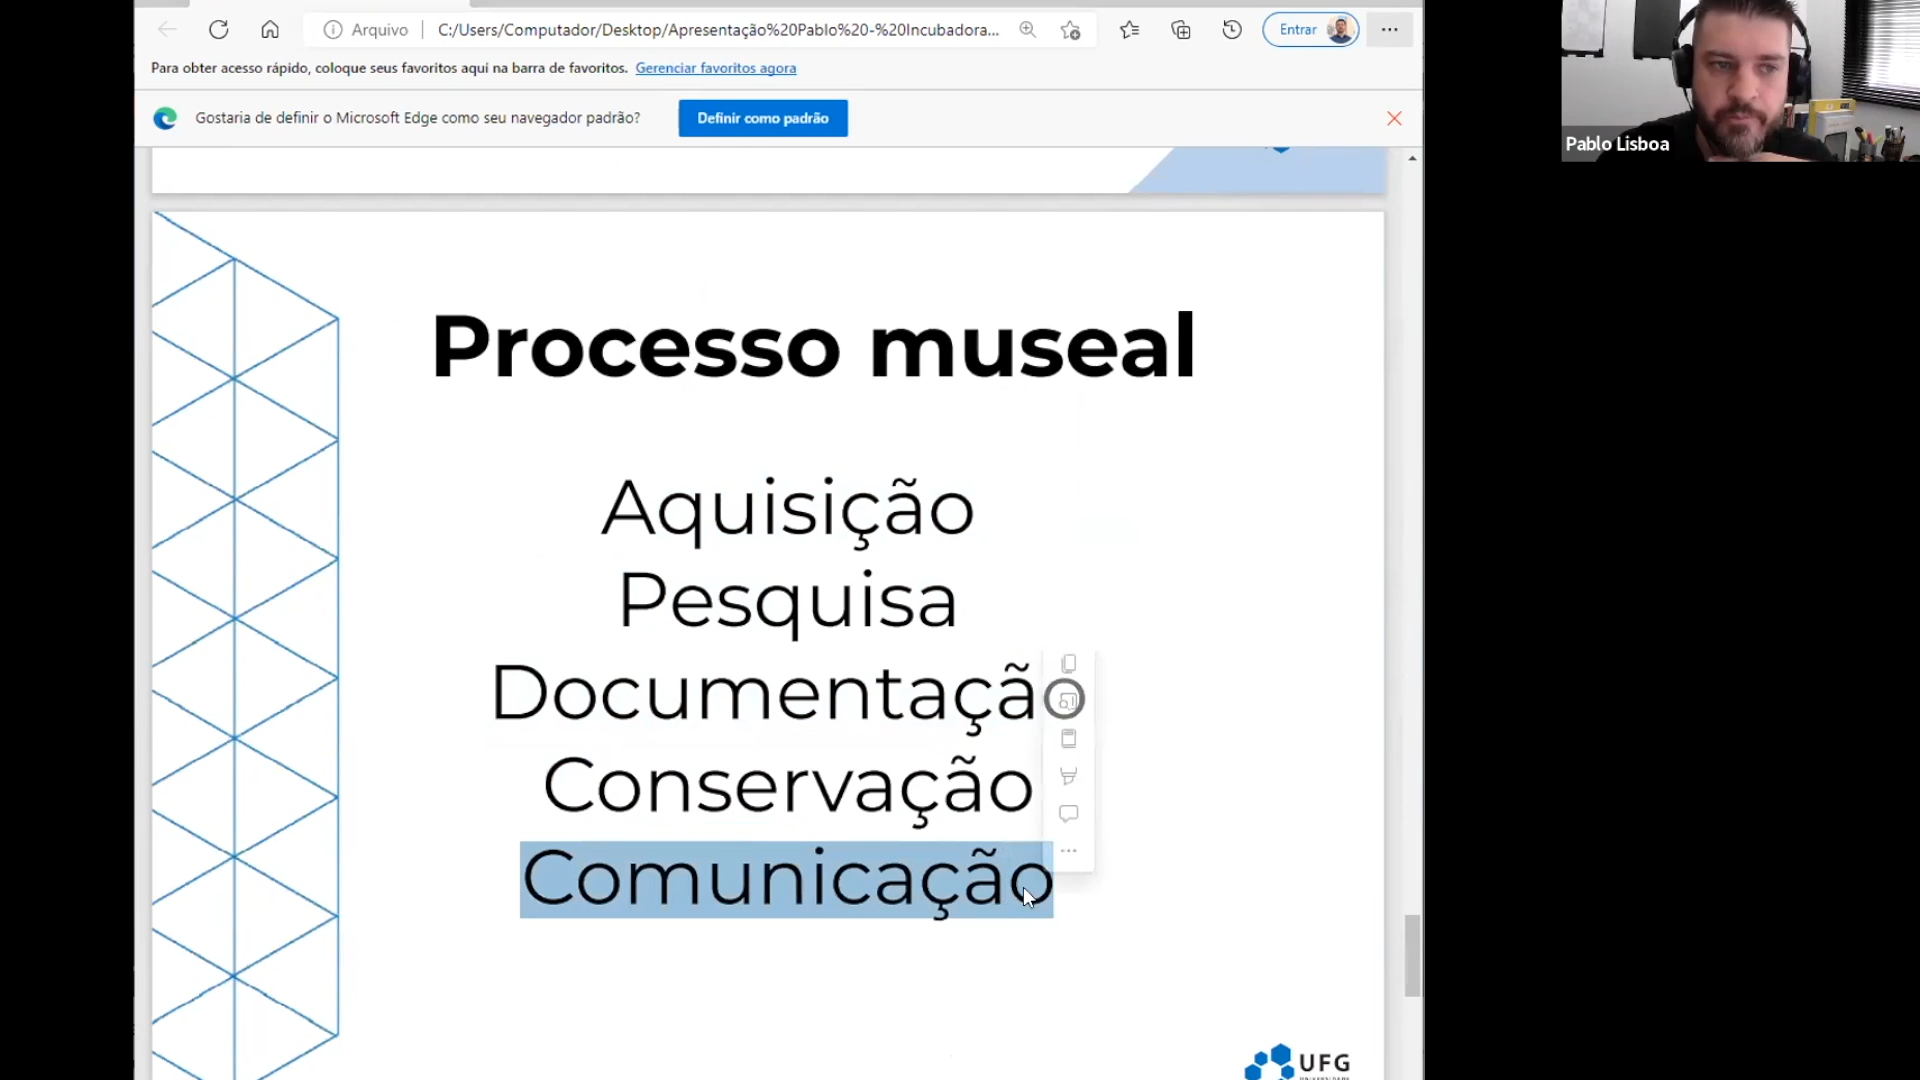 Arquivo
C:/Users/Computador/Desktop/Apresentação%20Pablo%20-%20Incubadora...
Entrar
Para obter acesso rápido, coloque seus favoritos aqui na barra de favoritos. Gerenciar favoritos agora
Gostaria de definir o Microsoft Edge como seu navegador padrão?
Definir como padrão
Pablo Lisboa
Processo museal
Aquisição
Pesquisa
Documentação
Conservação
Comunicação
UFG